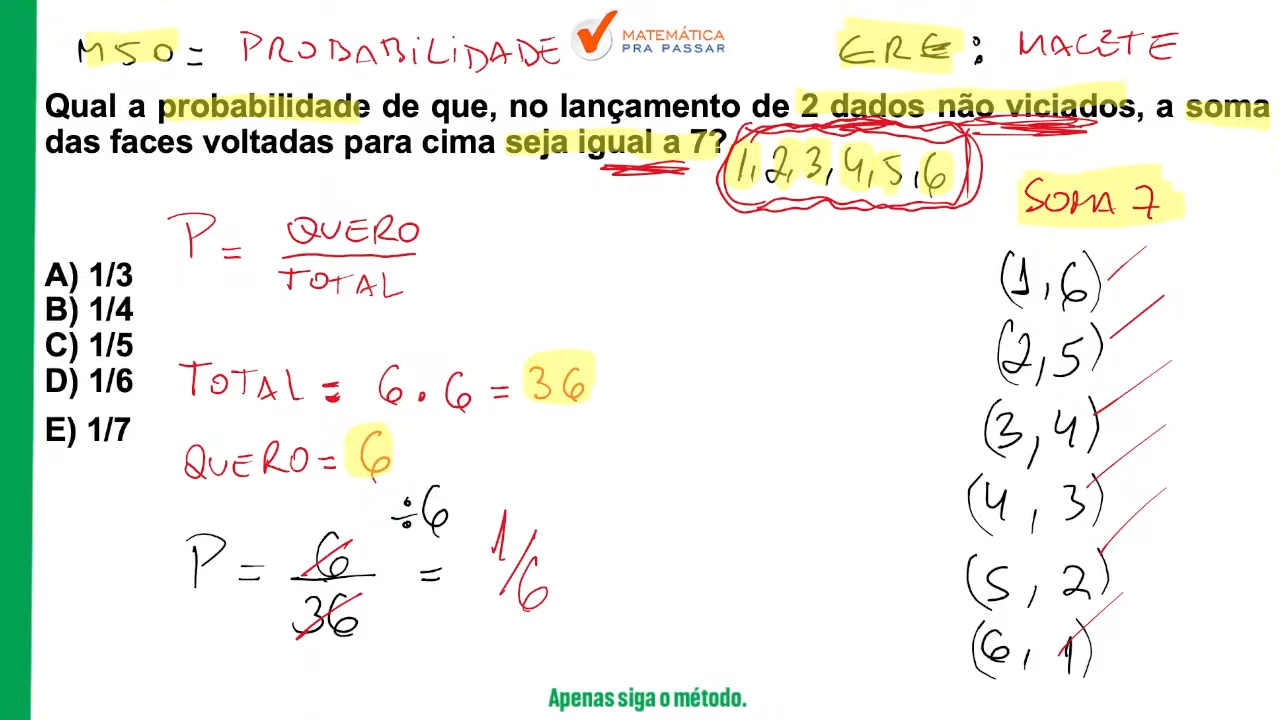 MSO = PROBABILIDADE
MATEMÁTICA
PRA PASSAR
ERE : MACETE
Qual a probabilidade de que, no lançamento de 2 dados não viciados, a soma
das faces voltadas para cima seja igual a 7?
1, 2, 3, 4, 5, 6
SOMA 7
P = QUERO / TOTAL
A) 1/3
B) 1/4
C) 1/5
D) 1/6
E) 1/7
TOTAL = 6 . 6 = 36
QUERO = 6
÷6
P = 6/36 = 1/6
(1, 6)
(2, 5)
(3, 4)
(4, 3)
(5, 2)
(6, 1)
Apenas siga o método.